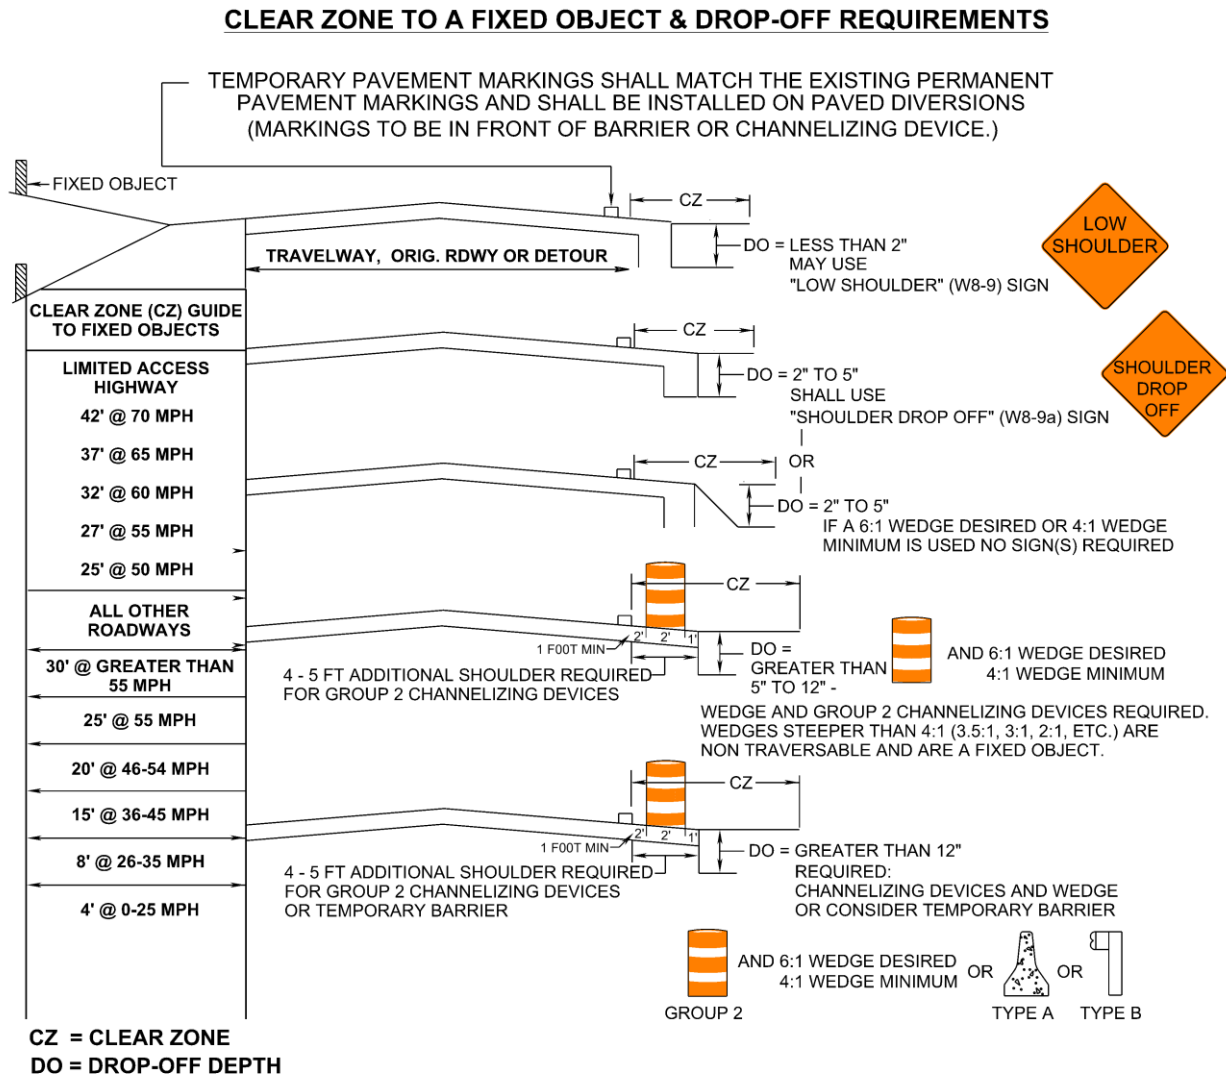 CLEAR ZONE TO A FIXED OBJECT & DROP-OFF REQUIREMENTS
TEMPORARY PAVEMENT MARKINGS SHALL MATCH THE EXISTING PERMANENT
PAVEMENT MARKINGS AND SHALL BE INSTALLED ON PAVED DIVERSIONS
(MARKINGS TO BE IN FRONT OF BARRIER OR CHANNELIZING DEVICE.)
FIXED OBJECT
CZ
TRAVELWAY, ORIG. RDWY OR DETOUR
DO = LESS THAN 2"
MAY USE
"LOW SHOULDER" (W8-9) SIGN
LOW
SHOULDER
CLEAR ZONE (CZ) GUIDE
TO FIXED OBJECTS
LIMITED ACCESS
HIGHWAY
42' @ 70 MPH
37' @ 65 MPH
32' @ 60 MPH
27' @ 55 MPH
25' @ 50 MPH
ALL OTHER
ROADWAYS
30' @ GREATER THAN
55 MPH
25' @ 55 MPH
20' @ 46-54 MPH
15' @ 36-45 MPH
8' @ 26-35 MPH
4' @ 0-25 MPH
CZ
DO = 2" TO 5"
SHALL USE
"SHOULDER DROP OFF" (W8-9a) SIGN
SHOULDER
DROP
OFF
CZ
OR
DO = 2" TO 5"
IF A 6:1 WEDGE DESIRED OR 4:1 WEDGE
MINIMUM IS USED NO SIGN(S) REQUIRED
CZ
2' 2' 1'
1 FOOT MIN
4 - 5 FT ADDITIONAL SHOULDER REQUIRED
FOR GROUP 2 CHANNELIZING DEVICES
DO =
GREATER THAN
5" TO 12" -
AND 6:1 WEDGE DESIRED
4:1 WEDGE MINIMUM
WEDGE AND GROUP 2 CHANNELIZING DEVICES REQUIRED.
WEDGES STEEPER THAN 4:1 (3.5:1, 3:1, 2:1, ETC.) ARE
NON TRAVERSABLE AND ARE A FIXED OBJECT.
CZ
2' 2' 1'
1 FOOT MIN
4 - 5 FT ADDITIONAL SHOULDER REQUIRED
FOR GROUP 2 CHANNELIZING DEVICES
OR TEMPORARY BARRIER
DO = GREATER THAN 12"
REQUIRED:
CHANNELIZING DEVICES AND WEDGE
OR CONSIDER TEMPORARY BARRIER
GROUP 2
AND 6:1 WEDGE DESIRED
4:1 WEDGE MINIMUM
OR
TYPE A
OR
TYPE B
CZ = CLEAR ZONE
DO = DROP-OFF DEPTH